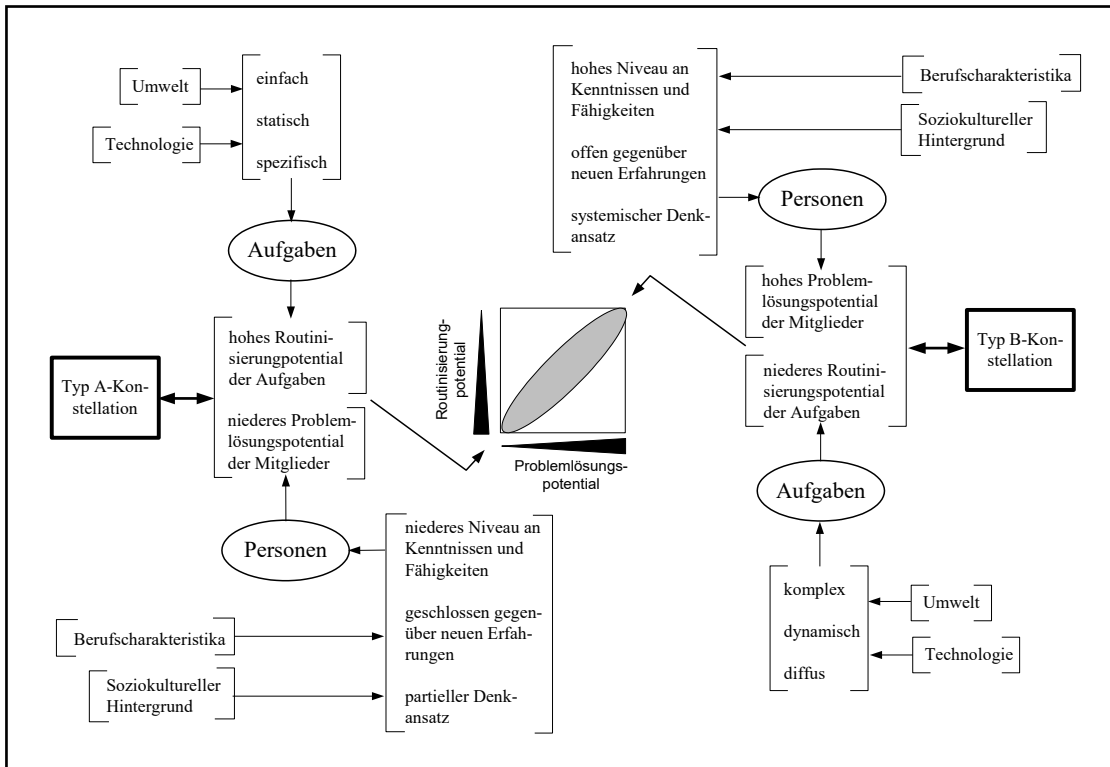 Umwelt
Technologie
einfach
statisch
spezifisch
Aufgaben
hohes Routini-
sierungpotential
der Aufgaben
niederes Problem-
lösungspotential
der Mitglieder
Typ A-Kon-
stellation
Personen
niederes Niveau an
Kenntnissen und
Fähigkeiten
geschlossen gegen-
über neuen Erfah-
rungen
partieller Denk-
ansatz
Berufscharakteristika
Soziokultureller
Hintergrund
Routinisierung-
potential
Problemlösungs-
potential
hohes Niveau an
Kenntnissen und
Fähigkeiten
offen gegenüber
neuen Erfahrungen
systemischer Denk-
ansatz
Berufscharakteristika
Soziokultureller
Hintergrund
Personen
hohes Problem-
lösungspotential
der Mitglieder
niederes Routini-
sierungspotential
der Aufgaben
Typ B-Kon-
stellation
Aufgaben
komplex
dynamisch
diffus
Umwelt
Technologie